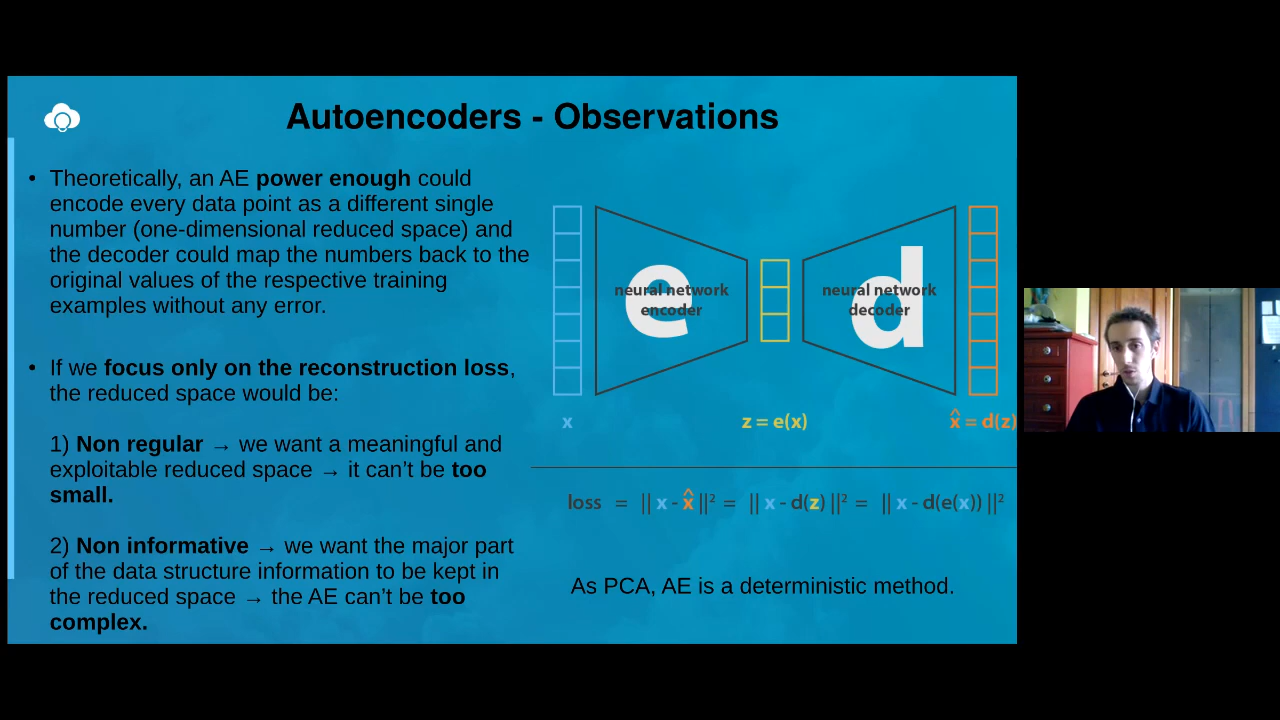 Autoencoders - Observations
• Theoretically, an AE power enough could
encode every data point as a different single
number (one-dimensional reduced space) and
the decoder could map the numbers back to the
original values of the respective training
examples without any error.
• If we focus only on the reconstruction loss,
the reduced space would be:
1) Non regular → we want a meaningful and
exploitable reduced space → it can’t be too
small.
2) Non informative → we want the major part
of the data structure information to be kept in
the reduced space → the AE can’t be too
complex.
e
neural network
encoder
d
neural network
decoder
x
z = e(x)
x̂ = d(z)
loss = || x - x̂ ||² = || x - d(z) ||² = || x - d(e(x)) ||²
As PCA, AE is a deterministic method.